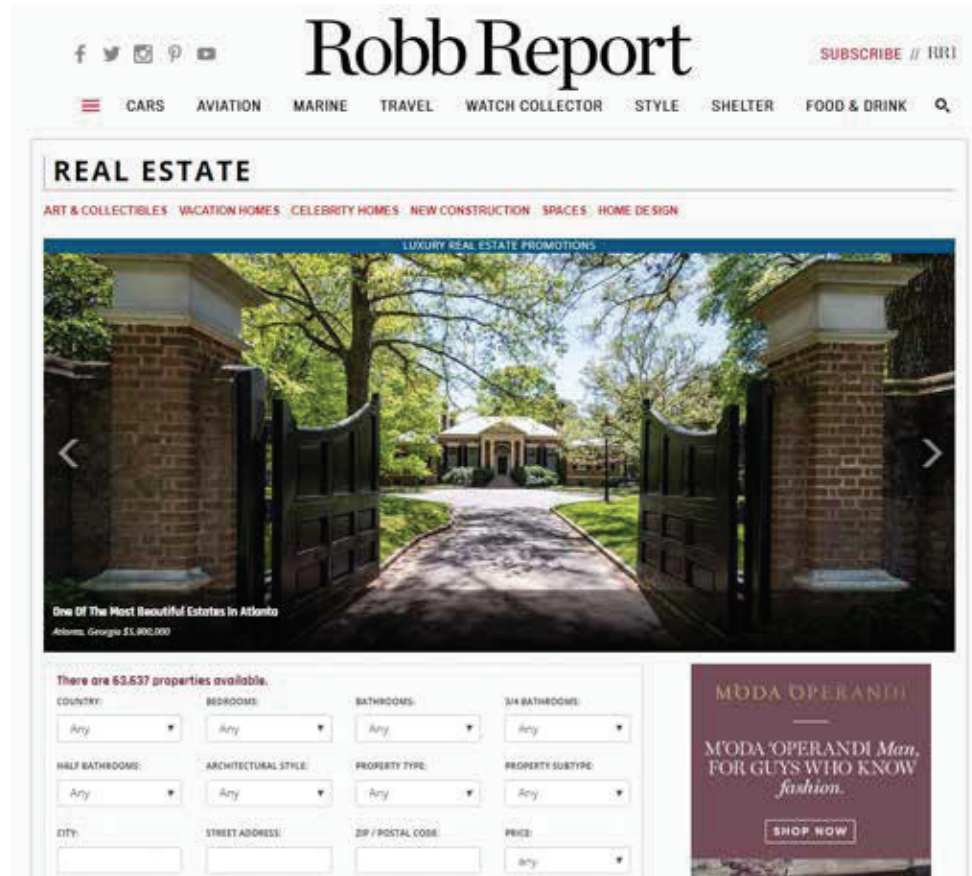 Robb Report
SUBSCRIBE // RR1
CARS AVIATION MARINE TRAVEL WATCH COLLECTOR STYLE SHELTER FOOD & DRINK
REAL ESTATE
ART & COLLECTIBLES VACATION HOMES CELEBRITY HOMES NEW CONSTRUCTION SPACES HOME DESIGN
LUXURY REAL ESTATE PROMOTIONS
One Of The Most Beautiful Estates In Atlanta
Atlanta, Georgia $5,900,000
There are 63,637 properties available.
COUNTRY: BEDROOMS: BATHROOMS: 3/4 BATHROOMS:
Any Any Any Any
HALF BATHROOMS: ARCHITECTURAL STYLE: PROPERTY TYPE: PROPERTY SUBTYPE:
Any Any Any Any
CITY: STREET ADDRESS: ZIP / POSTAL CODE: PRICE:
Any
MODA OPERANDI
M'ODA 'OPERANDI Man,
FOR GUYS WHO KNOW
fashion.
SHOP NOW